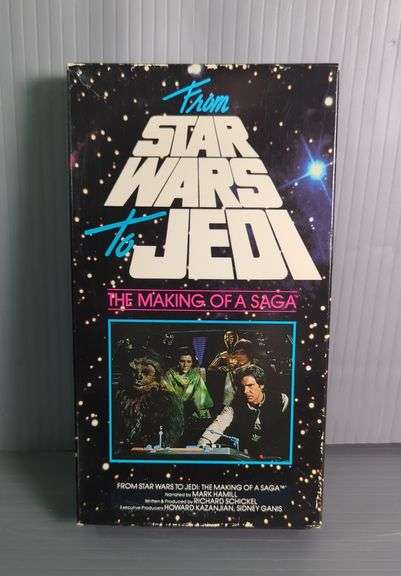 From
STAR
WARS
to
JEDI
THE MAKING OF A SAGA
FROM STAR WARS TO JEDI: THE MAKING OF A SAGA™
Narrated by MARK HAMILL
Written & Produced by RICHARD SCHICKEL
Executive Producers HOWARD KAZANJIAN, SIDNEY GANIS